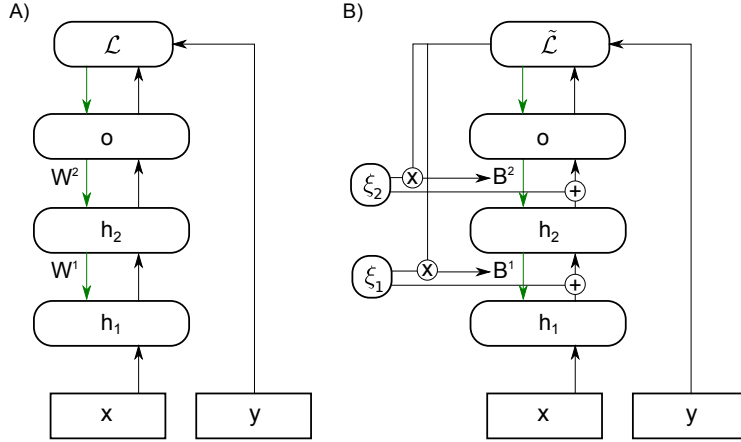 A)
ℒ
o
W²
h₂
W¹
h₁
x
y
B)
ℒ̃
o
ξ₂
x
B²
+
h₂
ξ₁
x
B¹
+
h₁
x
y